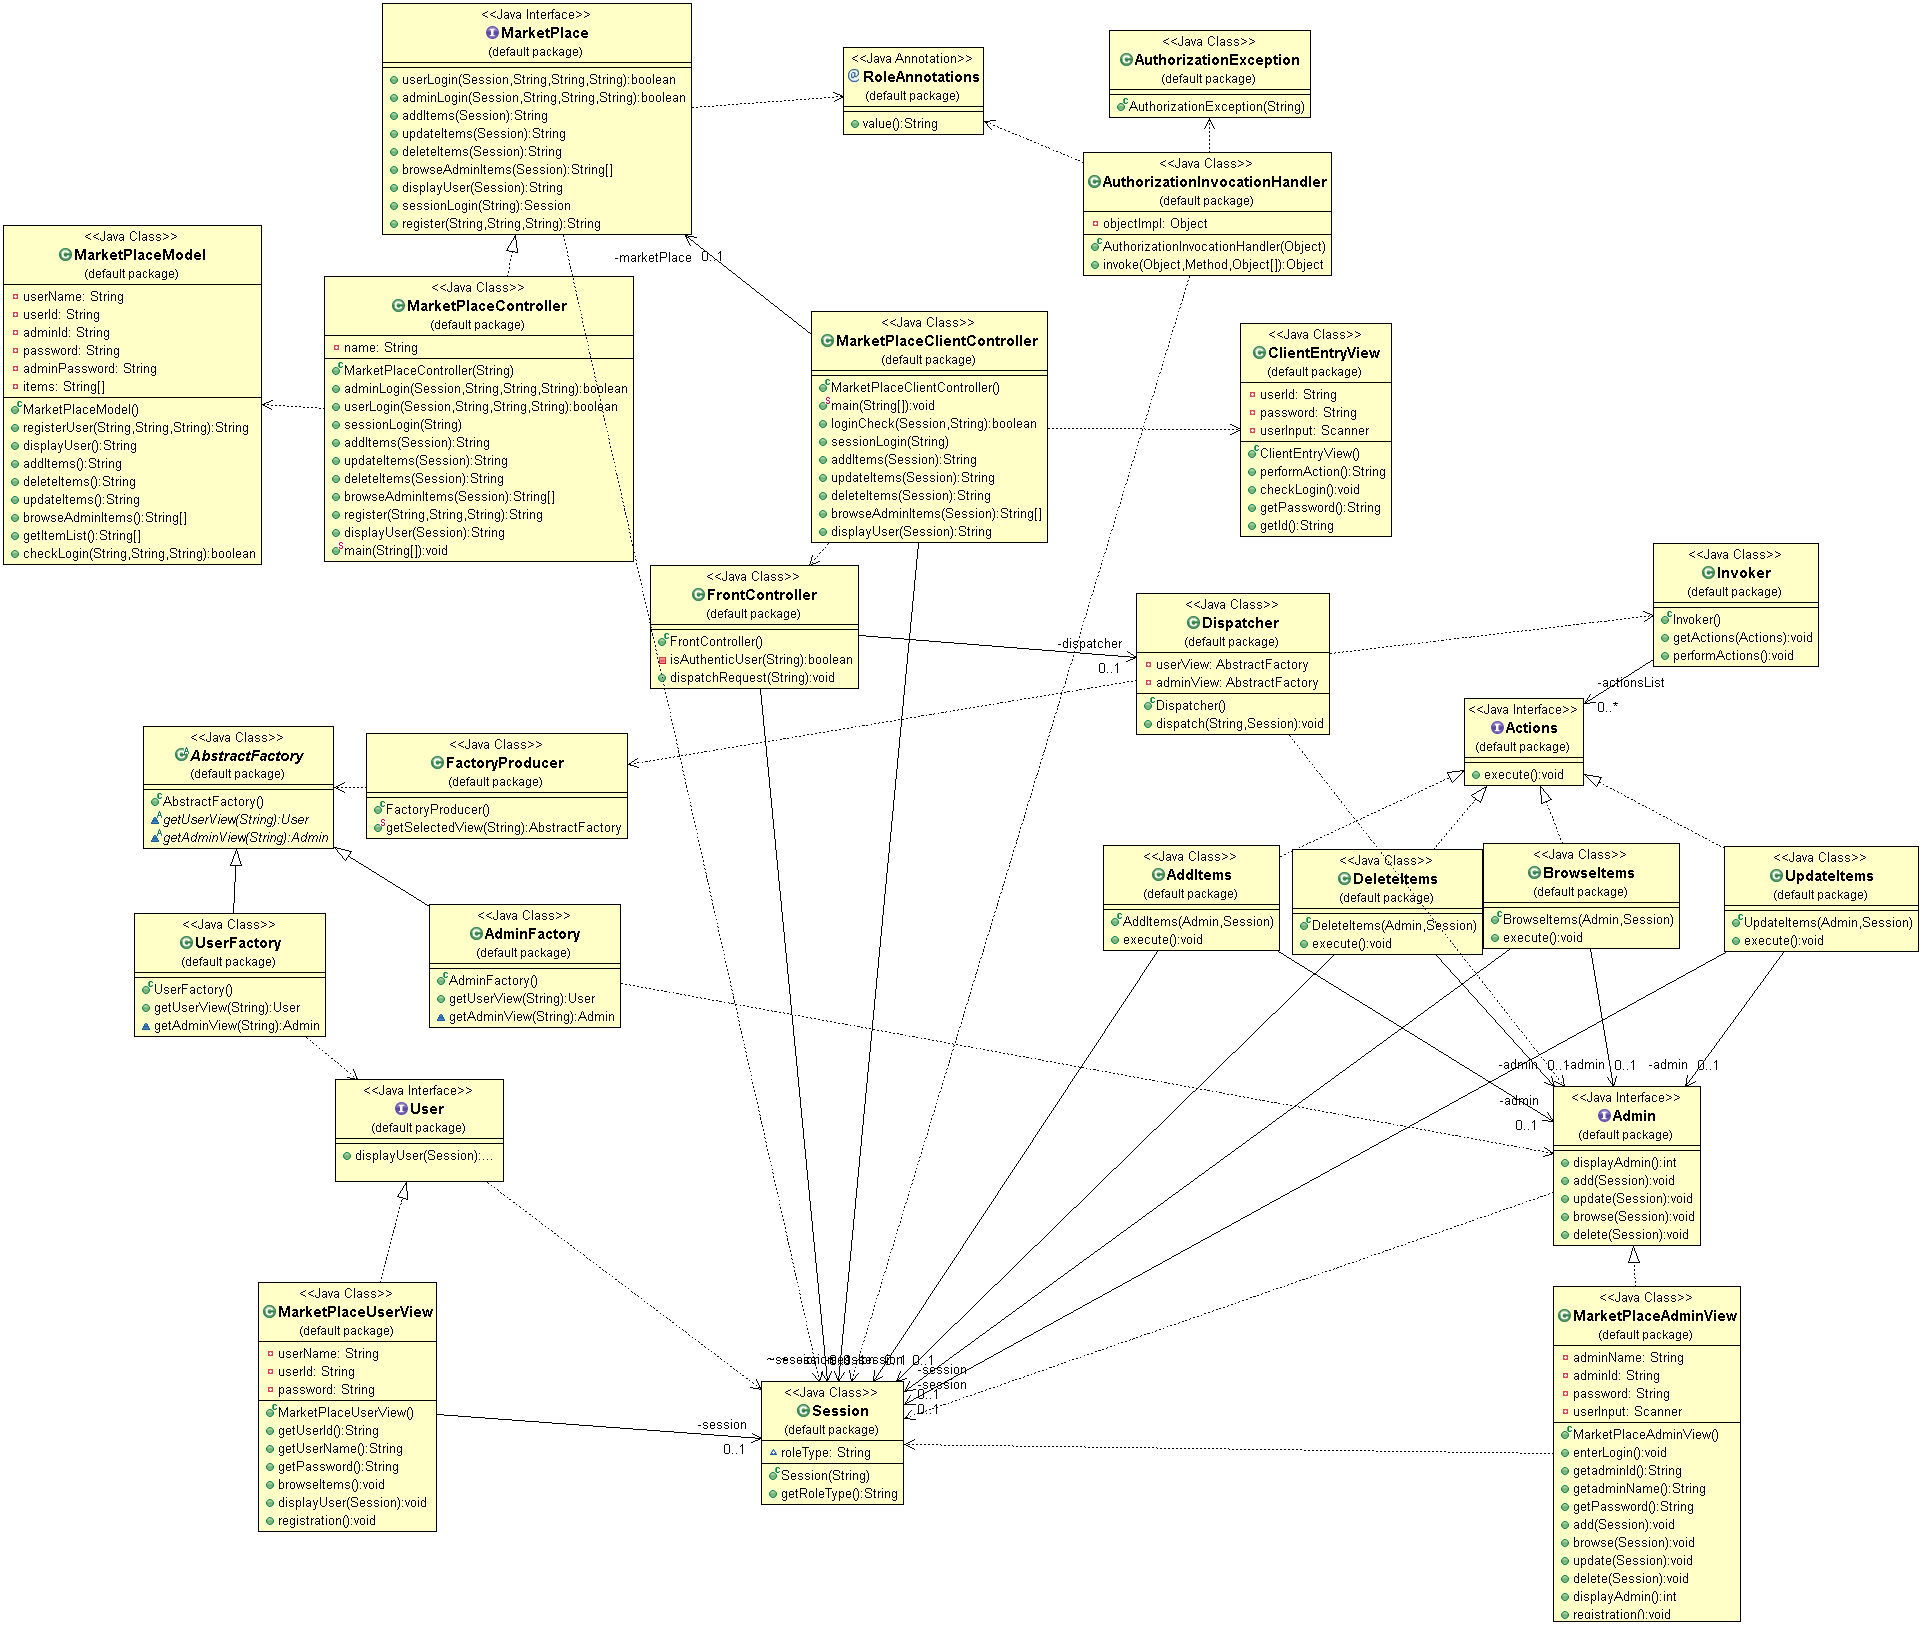 <<Java Interface>>
MarketPlace
(default package)
userLogin(Session,String,String,String):boolean
adminLogin(Session,String,String,String):boolean
addItems(Session):String
updateItems(Session):String
deleteItems(Session):String
browseAdminItems(Session):String[]
displayUser(Session):String
sessionLogin(String):Session
register(String,String,String):String
<<Java Annotation>>
RoleAnnotations
(default package)
value():String
<<Java Class>>
AuthorizationException
(default package)
AuthorizationException(String)
<<Java Class>>
AuthorizationInvocationHandler
(default package)
objectImpl: Object
AuthorizationInvocationHandler(Object)
invoke(Object,Method,Object[]):Object
<<Java Class>>
MarketPlaceModel
(default package)
userName: String
userId: String
adminId: String
password: String
adminPassword: String
items: String[]
MarketPlaceModel()
registerUser(String,String,String):String
displayUser():String
addItems():String
deleteItems():String
updateItems():String
browseAdminItems():String[]
getItemList():String[]
checkLogin(String,String,String):boolean
<<Java Class>>
MarketPlaceController
(default package)
name: String
MarketPlaceController(String)
adminLogin(Session,String,String,String):boolean
userLogin(Session,String,String,String):boolean
sessionLogin(String)
addItems(Session):String
updateItems(Session):String
deleteItems(Session):String
browseAdminItems(Session):String[]
register(String,String,String):String
displayUser(Session):String
main(String[]):void
-marketPlace 0..1
<<Java Class>>
MarketPlaceClientController
(default package)
MarketPlaceClientController()
main(String[]):void
loginCheck(Session,String):boolean
sessionLogin(String)
addItems(Session):String
updateItems(Session):String
deleteItems(Session):String
browseAdminItems(Session):String[]
displayUser(Session):String
<<Java Class>>
ClientEntryView
(default package)
userId: String
password: String
userInput: Scanner
ClientEntryView()
performAction():String
checkLogin():void
getPassword():String
getId():String
<<Java Class>>
FrontController
(default package)
FrontController()
isAuthenticUser(String):boolean
dispatchRequest(String):void
-dispatcher
0..1
<<Java Class>>
Dispatcher
(default package)
userView: AbstractFactory
adminView: AbstractFactory
Dispatcher()
dispatch(String,Session):void
<<Java Class>>
Invoker
(default package)
Invoker()
getActions(Actions):void
performActions():void
-actionsList
0..*
<<Java Interface>>
Actions
(default package)
execute():void
<<Java Class>>
AbstractFactory
(default package)
AbstractFactory()
getUserView(String):User
getAdminView(String):Admin
<<Java Class>>
FactoryProducer
(default package)
FactoryProducer()
getSelectedView(String):AbstractFactory
<<Java Class>>
AddItems
(default package)
AddItems(Admin,Session)
execute():void
<<Java Class>>
DeleteItems
(default package)
DeleteItems(Admin,Session)
execute():void
<<Java Class>>
BrowseItems
(default package)
BrowseItems(Admin,Session)
execute():void
<<Java Class>>
UpdateItems
(default package)
UpdateItems(Admin,Session)
execute():void
<<Java Class>>
UserFactory
(default package)
UserFactory()
getUserView(String):User
getAdminView(String):Admin
<<Java Class>>
AdminFactory
(default package)
AdminFactory()
getUserView(String):User
getAdminView(String):Admin
-admin 0..1
-admin 0..1
-admin 0..1
-admin
0..1
<<Java Interface>>
User
(default package)
displayUser(Session):...
<<Java Interface>>
Admin
(default package)
displayAdmin():int
add(Session):void
update(Session):void
browse(Session):void
delete(Session):void
<<Java Class>>
MarketPlaceUserView
(default package)
userName: String
userId: String
password: String
MarketPlaceUserView()
getUserId():String
getUserName():String
getPassword():String
browseItems():void
displayUser(Session):void
registration():void
-session
0..1
0..1
-session
-session
0..1
0..1
<<Java Class>>
Session
(default package)
roleType: String
Session(String)
getRoleType():String
<<Java Class>>
MarketPlaceAdminView
(default package)
adminName: String
adminId: String
password: String
userInput: Scanner
MarketPlaceAdminView()
enterLogin():void
getadminId():String
getadminName():String
getPassword():String
add(Session):void
browse(Session):void
update(Session):void
delete(Session):void
displayAdmin():int
registration():void